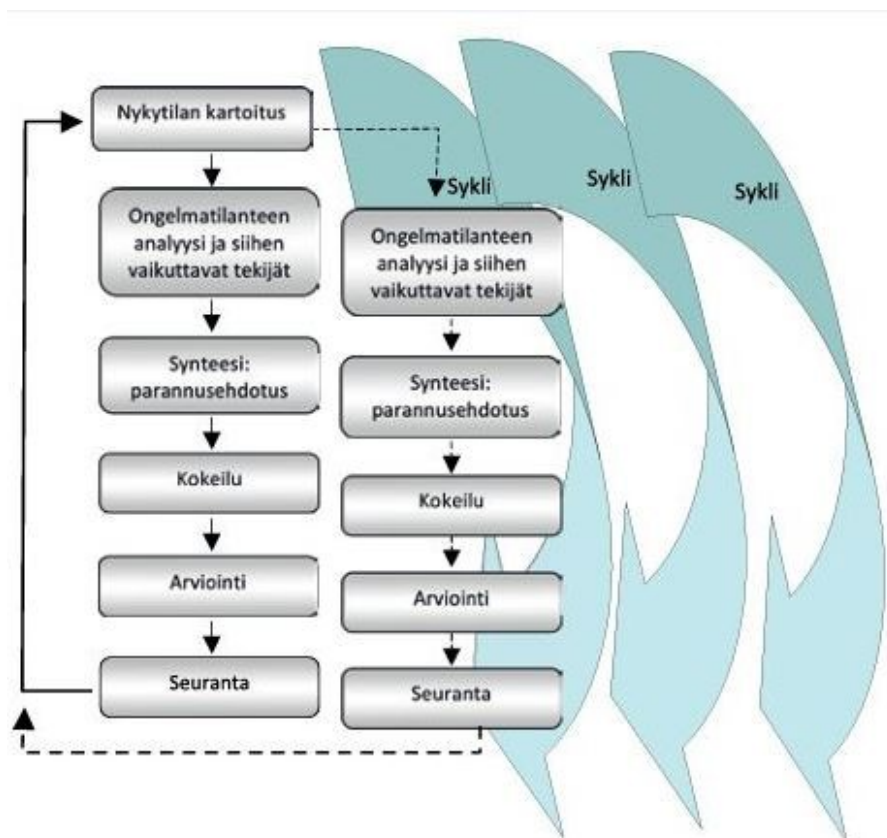 Nykytilan kartoitus
Ongelmatilanteen
analyysi ja siihen
vaikuttavat tekijät
Synteesi:
parannusehdotus
Kokeilu
Arviointi
Seuranta
Ongelmatilanteen
analyysi ja siihen
vaikuttavat tekijät
Synteesi:
parannusehdotus
Kokeilu
Arviointi
Seuranta
Sykli
Sykli
Sykli